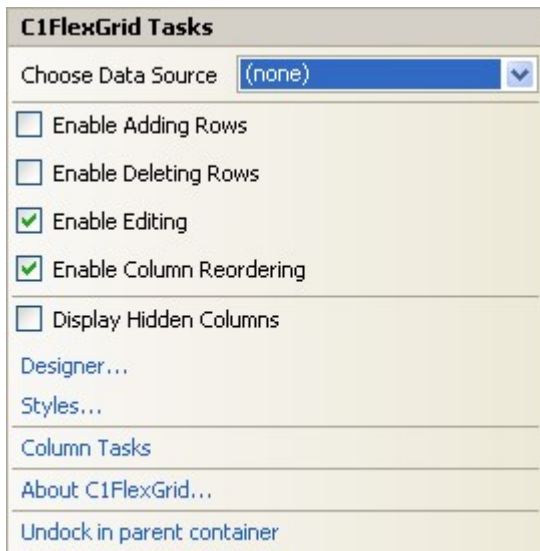 C1FlexGrid Tasks
Choose Data Source (none)
Enable Adding Rows
Enable Deleting Rows
Enable Editing
Enable Column Reordering
Display Hidden Columns
Designer...
Styles...
Column Tasks
About C1FlexGrid...
Undock in parent container